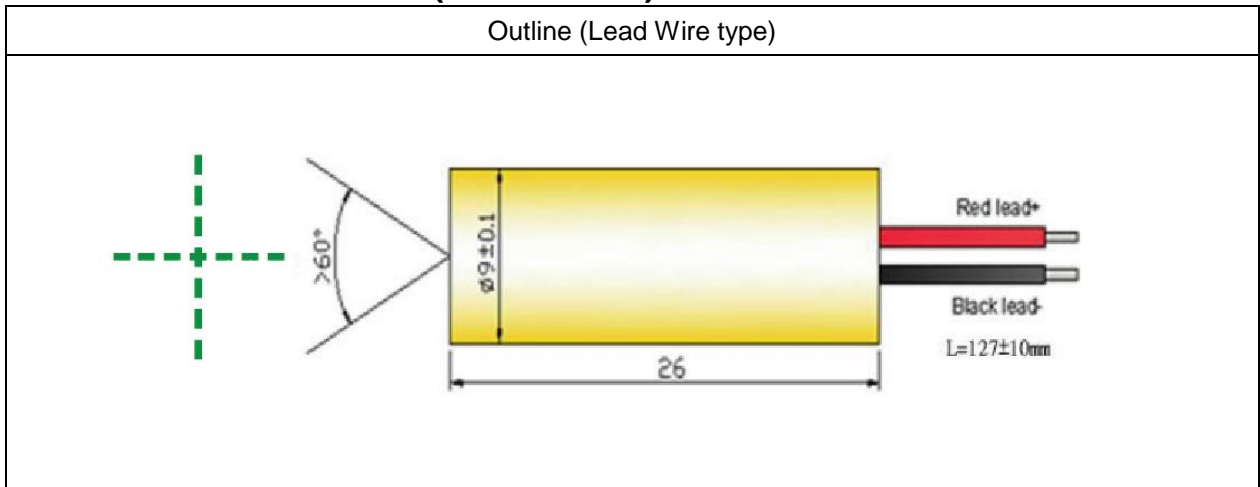 Outline (Lead Wire type)
>60°
ø9±0.1
26
Red lead+
Black lead-
L=127±10mm